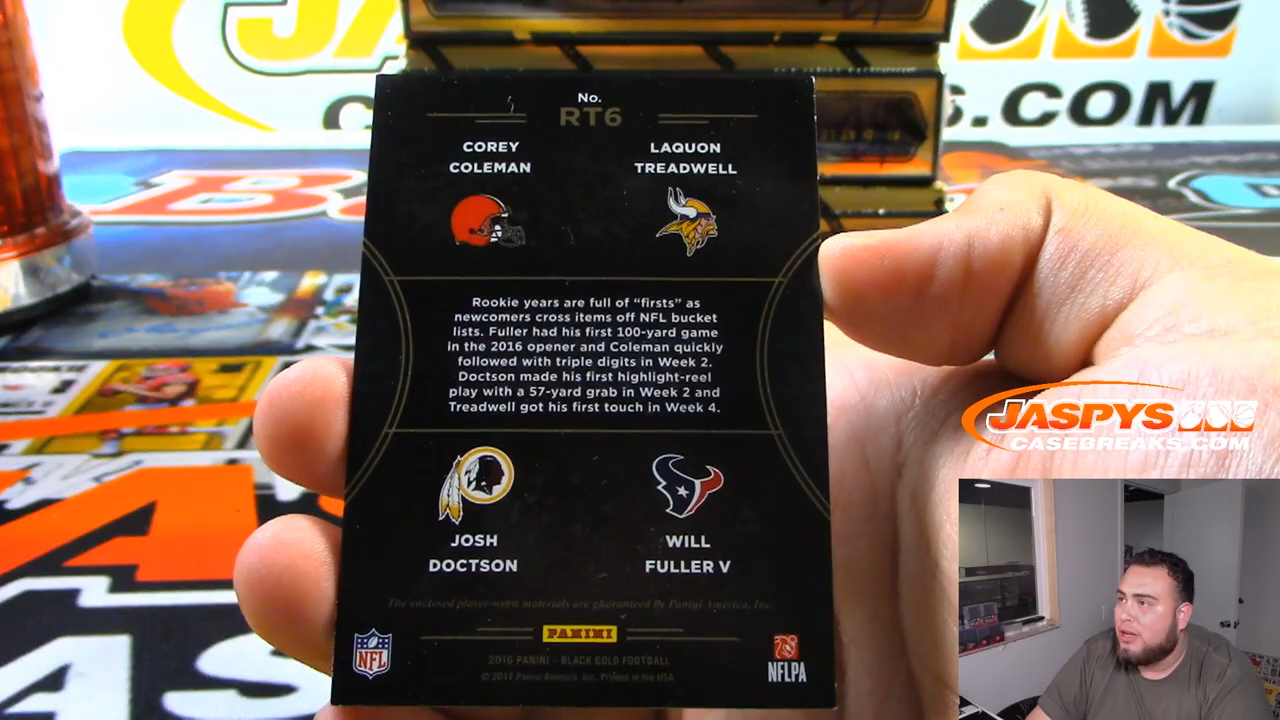 JA
C
S.COM
B
No.
RT6
COREY COLEMAN
LAQUON TREADWELL
Rookie years are full of “firsts” as
newcomers cross items off NFL bucket
lists. Fuller had his first 100-yard game
in the 2016 opener and Coleman quickly
followed with triple digits in Week 2.
Doctson made his first highlight-reel
play with a 57-yard grab in Week 2 and
Treadwell got his first touch in Week 4.
JOSH DOCTSON
WILL FULLER V
The enclosed player-worn materials are guaranteed by Panini America, Inc.
PANINI
NFL
NFLPA
2016 PANINI - BLACK GOLD FOOTBALL
© 2017 Panini America, Inc. Printed in the USA
JASPYS
CASEBREAKS.COM